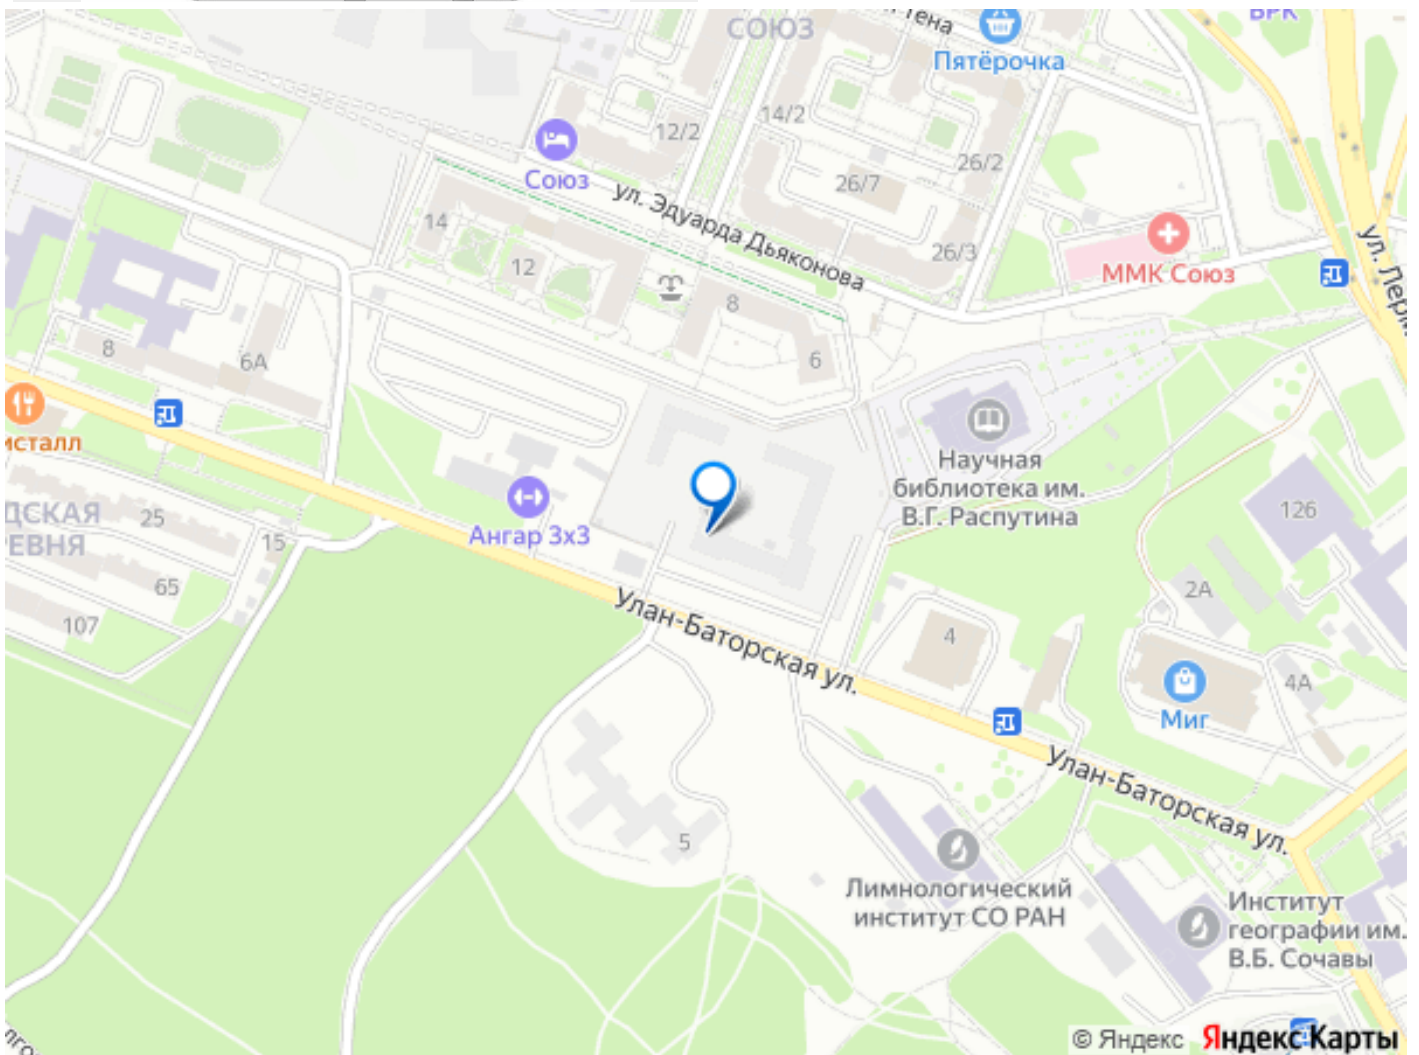 СОЮЗ
БРК
Пятёрочка
14/2
12/2
26/2
Союз
26/7
ул. Эдуарда Дьяконова
14
26/3
ММК Союз
12
8
6
8
6А
Научная
библиотека им.
В.Г. Распутина
25
Ангар 3х3
15
126
65
107
2А
Улан-Баторская ул.
4
4А
Миг
Улан-Баторская ул.
5
Лимнологический
институт СО РАН
Институт
географии им.
В.Б. Сочавы
© Яндекс Яндекс Карты